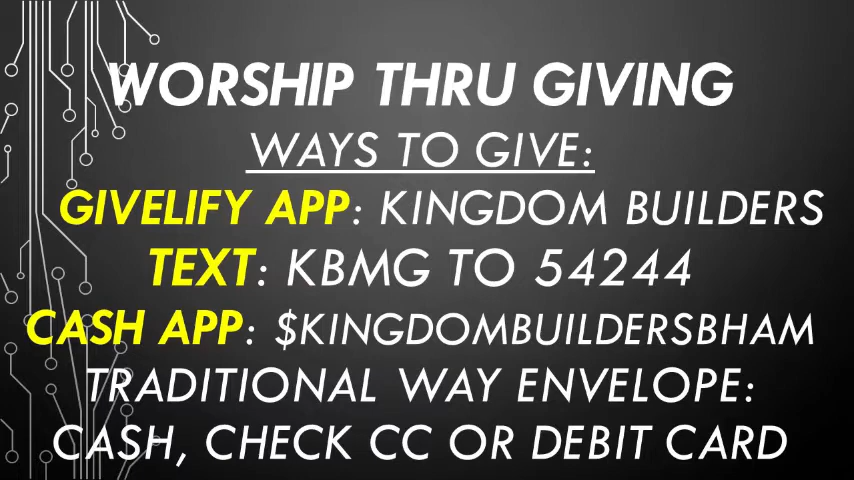 WORSHIP THRU GIVING
WAYS TO GIVE:
GIVELIFY APP: KINGDOM BUILDERS
TEXT: KBMG TO 54244
CASH APP: $KINGDOMBUILDERSBHAM
TRADITIONAL WAY ENVELOPE:
CASH, CHECK CC OR DEBIT CARD